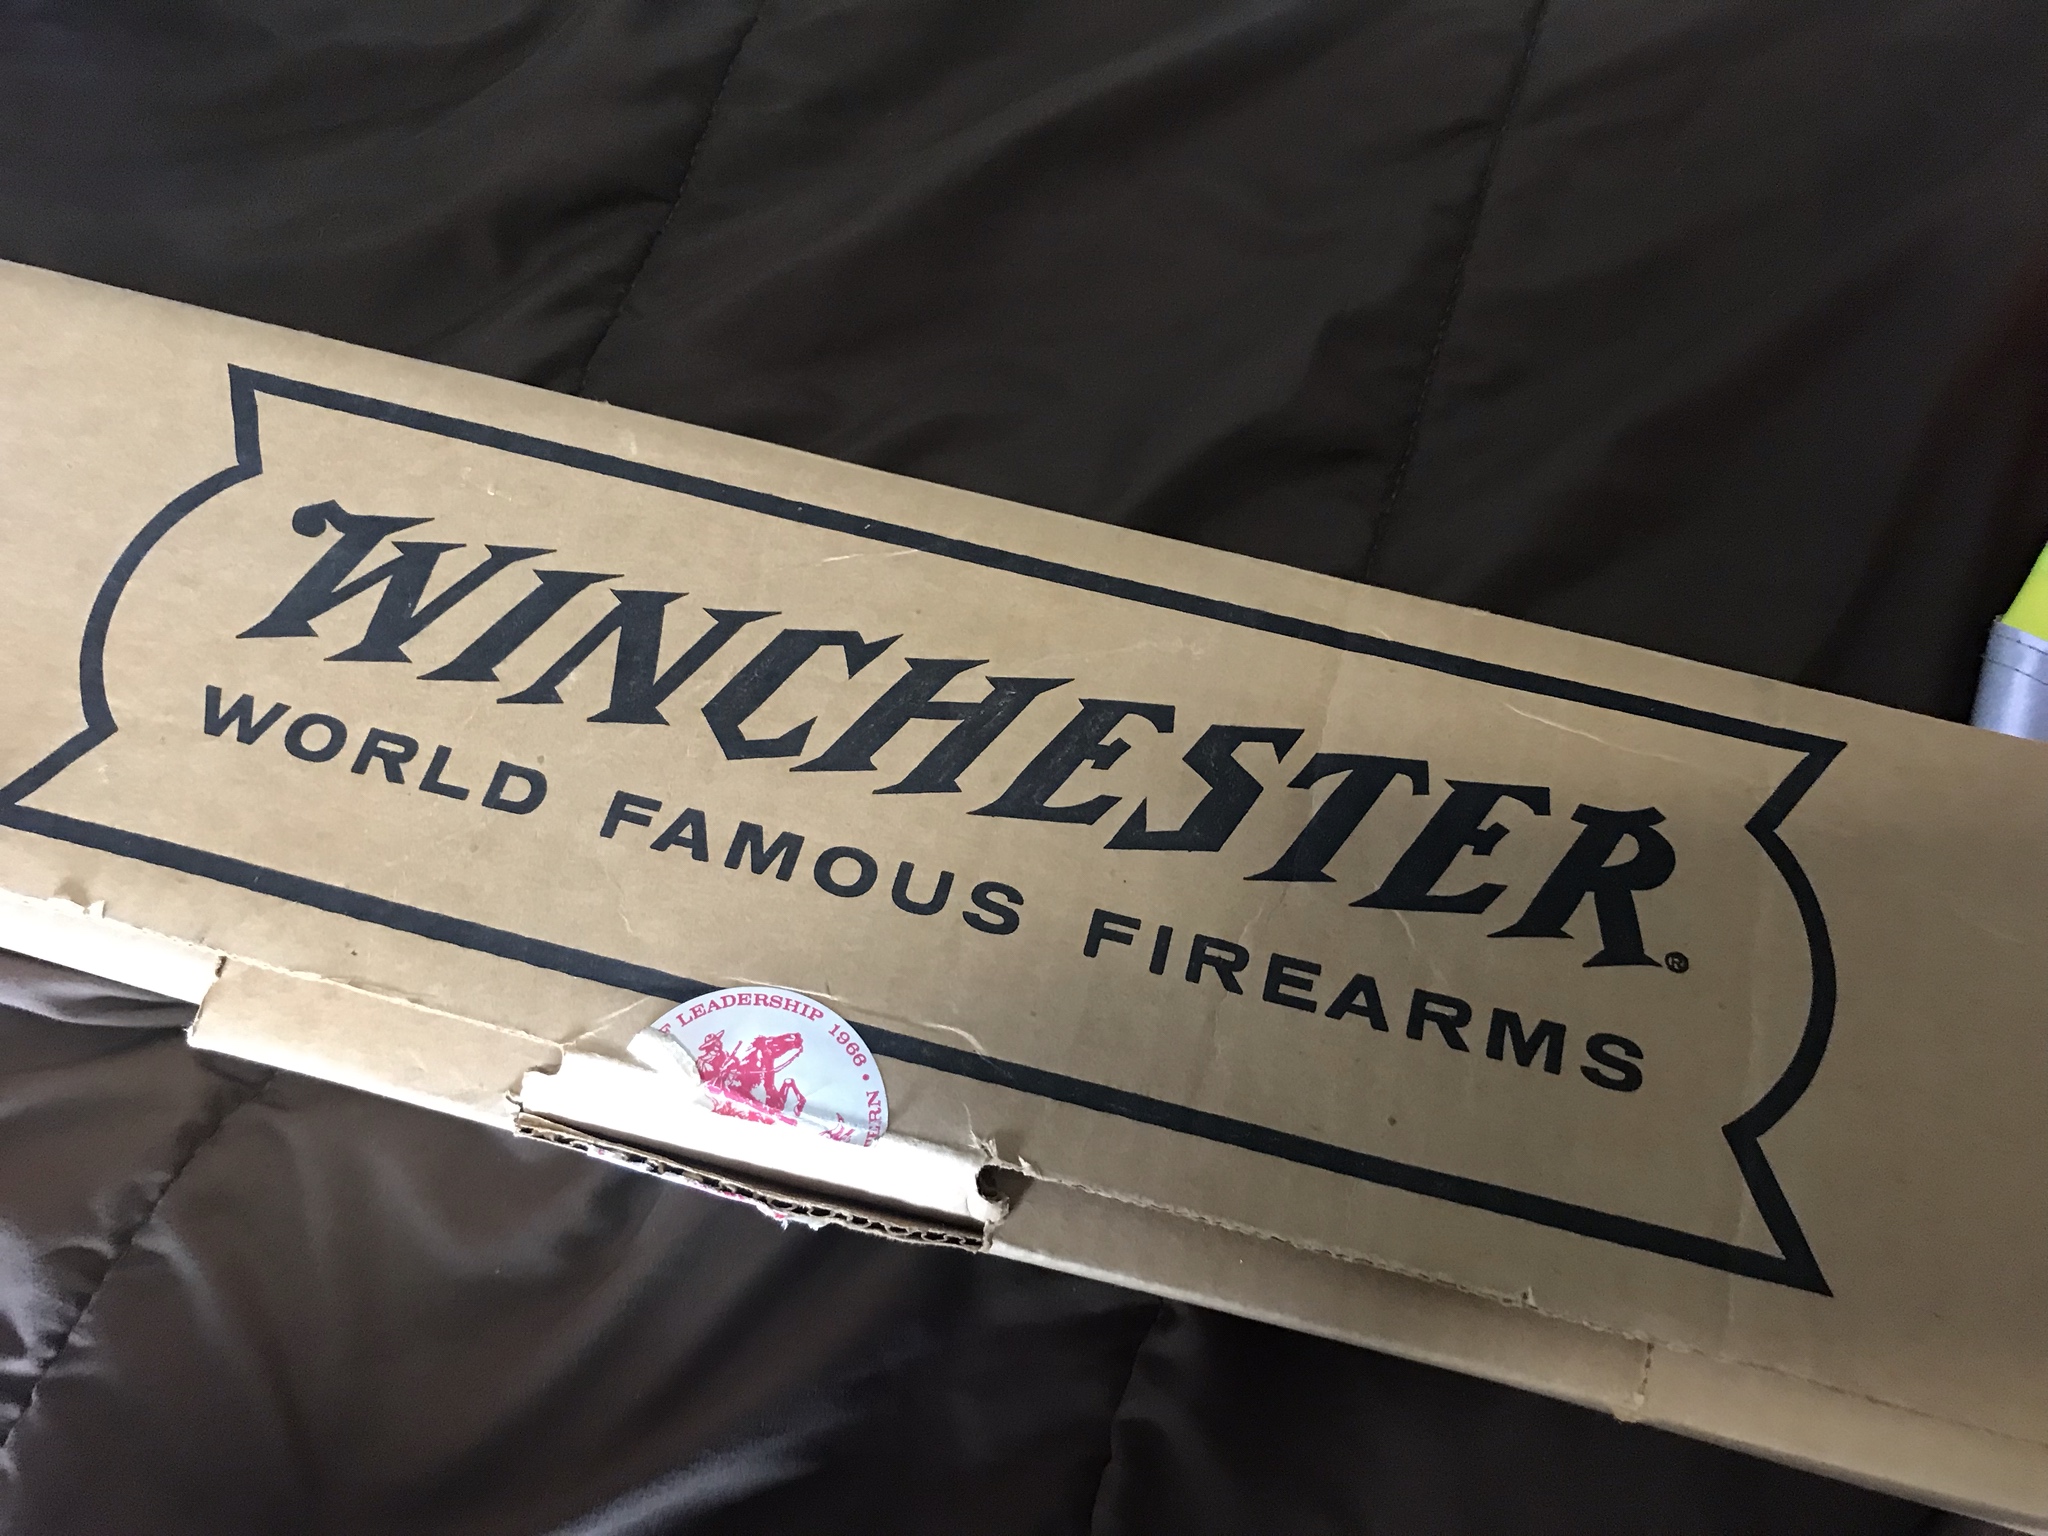 WINCHESTER®
WORLD FAMOUS FIREARMS
LEADERSHIP 1966 •